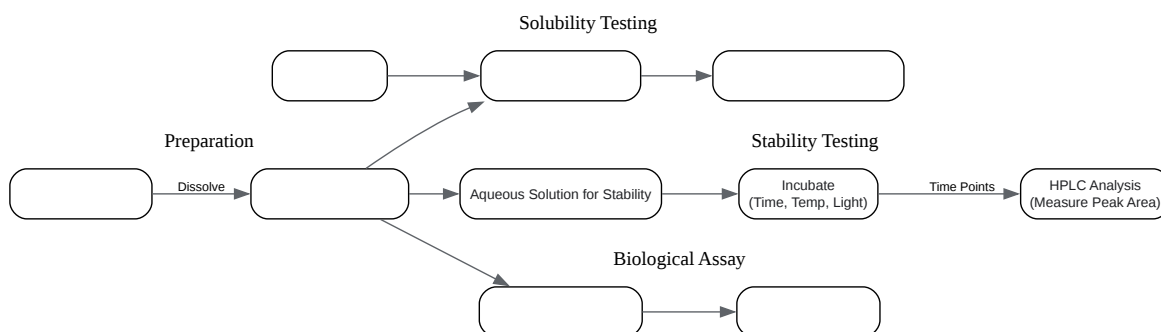 Solubility Testing
Preparation
Stability Testing
Dissolve
Aqueous Solution for Stability
Incubate
(Time, Temp, Light)
Time Points
HPLC Analysis
(Measure Peak Area)
Biological Assay